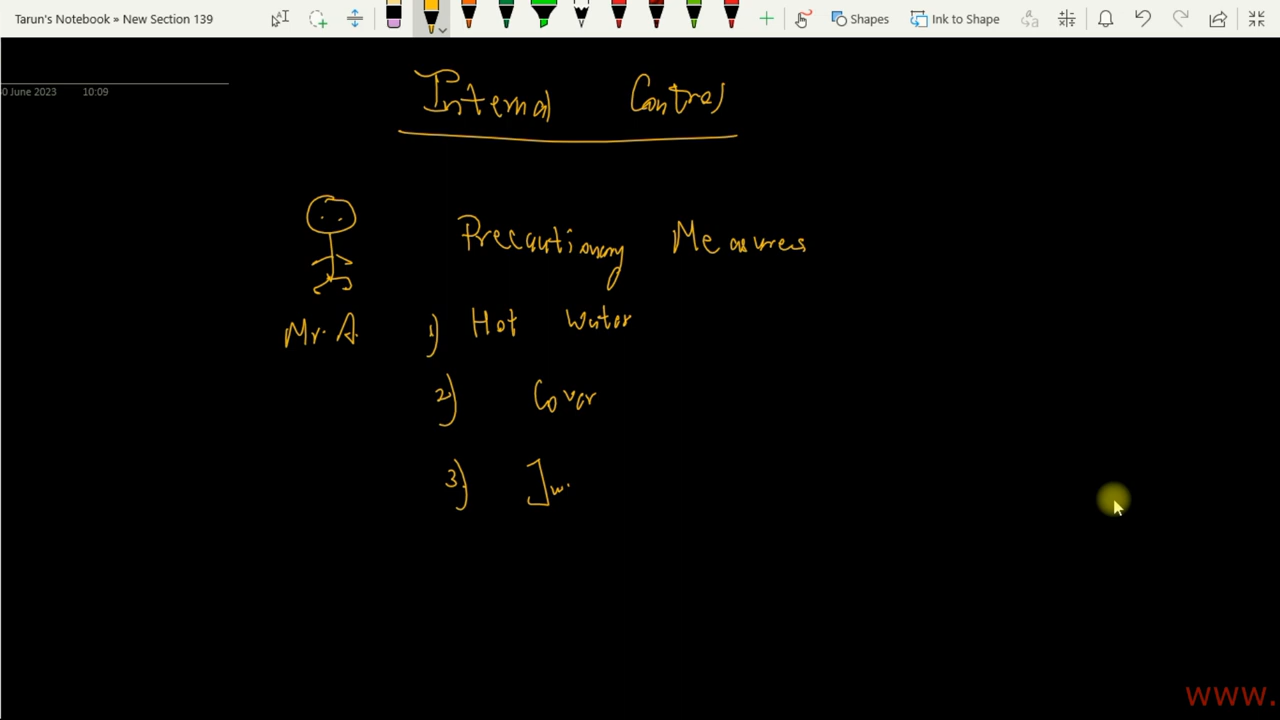 Tarun's Notebook » New Section 139
Shapes
Ink to Shape
0 June 2023 10:09
Internal Control
Precautionary Measures
Mr. A
1) Hot Water
2) Cover
3)
www.